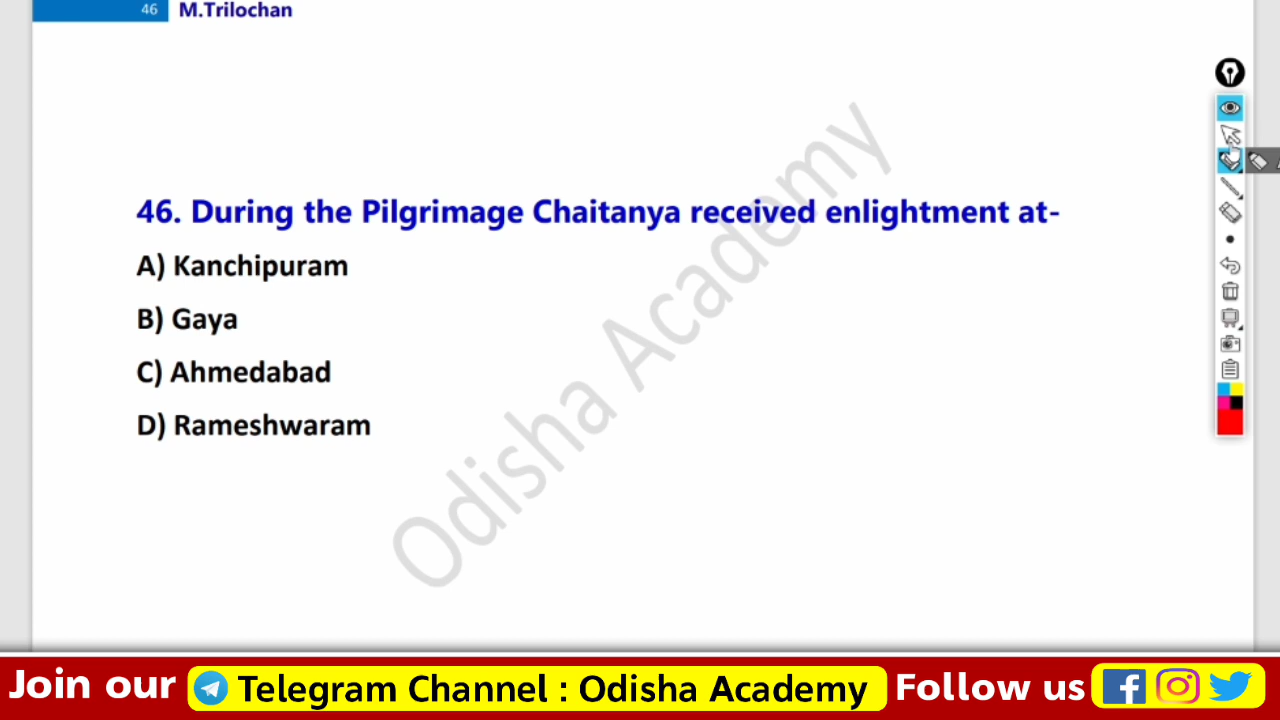 46 M.Trilochan
46. During the Pilgrimage Chaitanya received enlightment at-
A) Kanchipuram
B) Gaya
C) Ahmedabad
D) Rameshwaram
Odisha Academy
Join our Telegram Channel : Odisha Academy Follow us